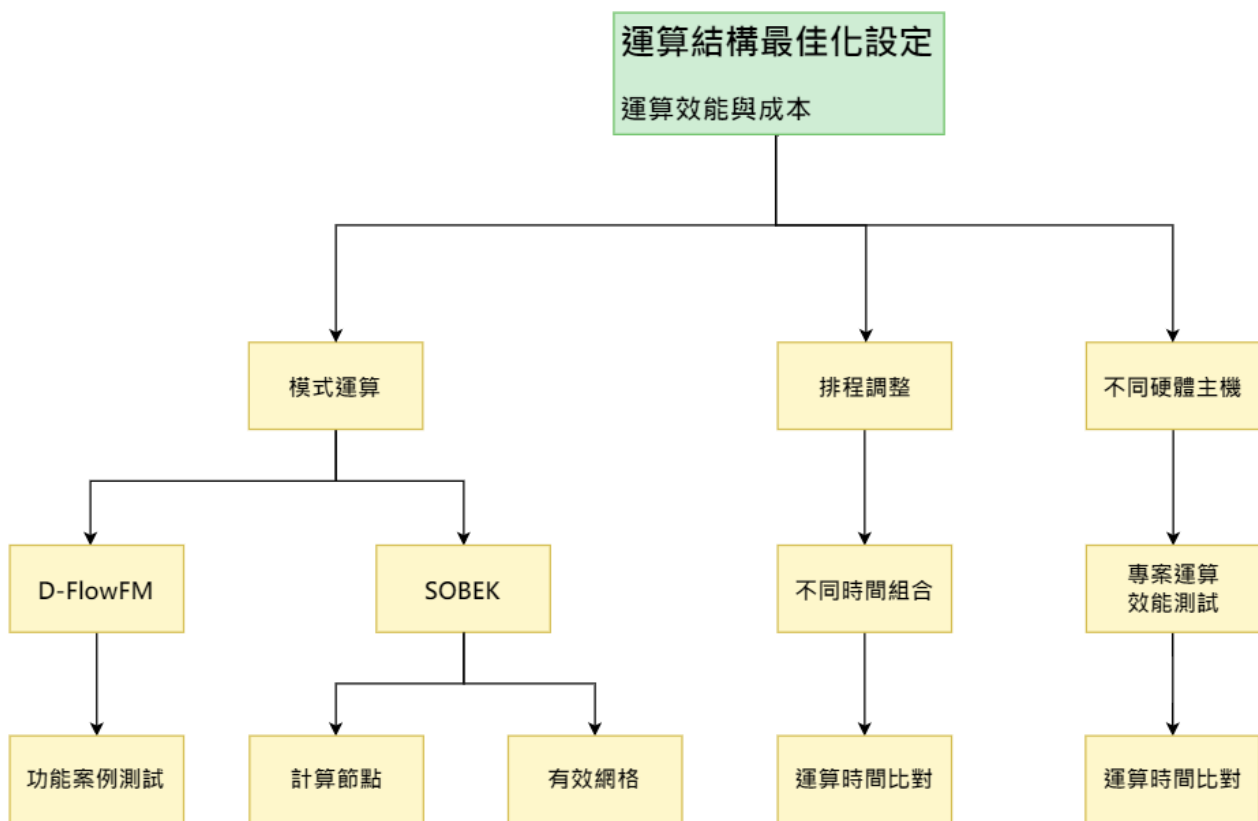 運算結構最佳化設定
運算效能與成本
模式運算
排程調整
不同硬體主機
D-FlowFM
SOBEK
不同時間組合
專案運算
效能測試
功能案例測試
計算節點
有效網格
運算時間比對
運算時間比對